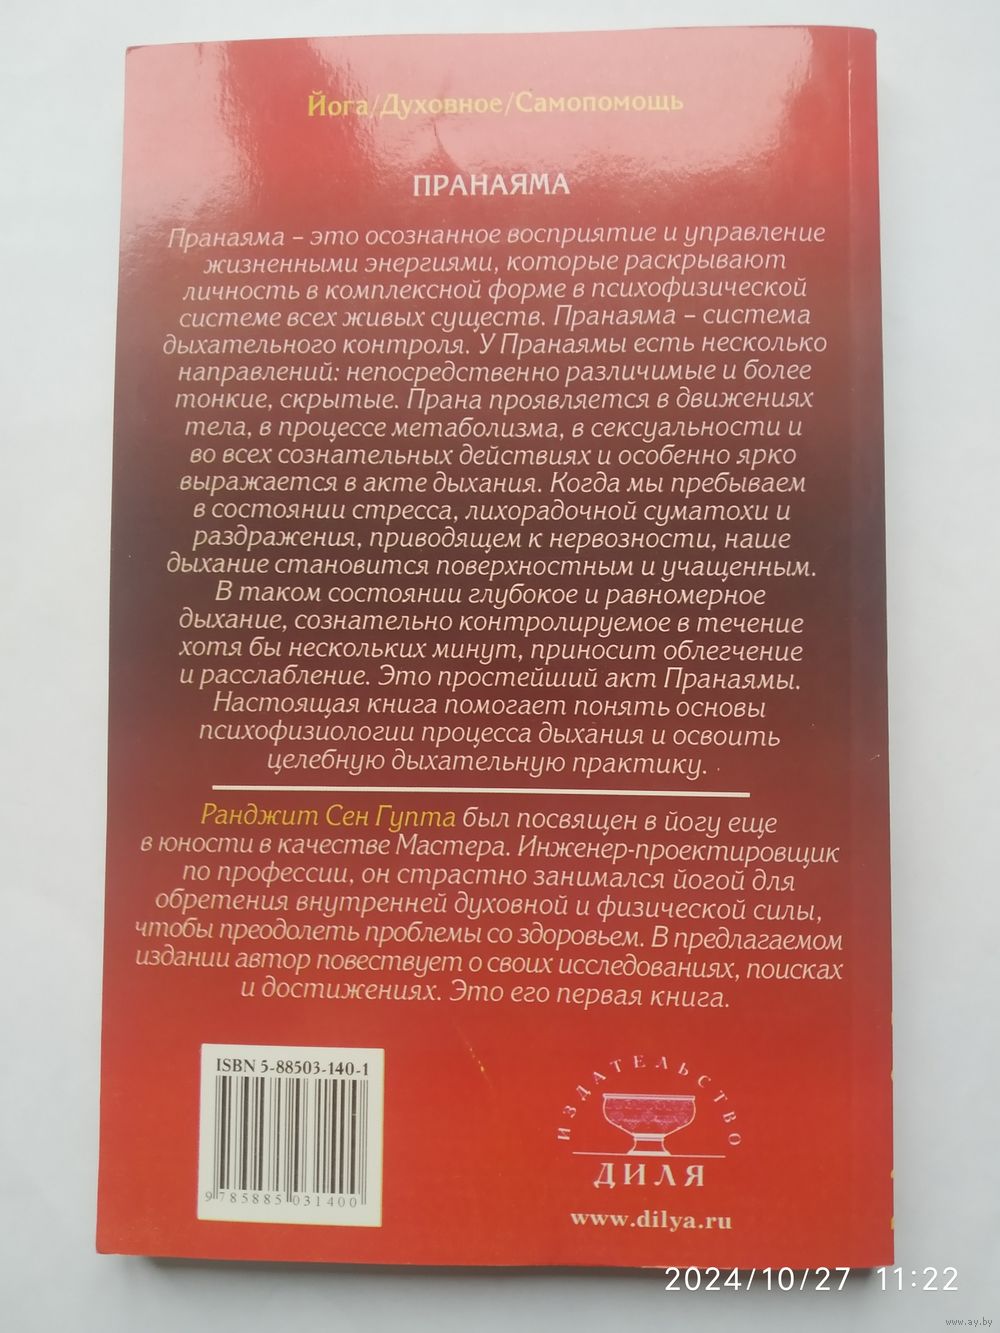 Йога/Духовное/Самопомощь
ПРАНАЯМА
Пранаяма – это осознанное восприятие и управление
жизненными энергиями, которые раскрывают
личность в комплексной форме в психофизической
системе всех живых существ. Пранаяма – система
дыхательного контроля. У Пранаямы есть несколько
направлений: непосредственно различимые и более
тонкие, скрытые. Прана проявляется в движениях
тела, в процессе метаболизма, в сексуальности и
во всех сознательных действиях и особенно ярко
выражается в акте дыхания. Когда мы пребываем
в состоянии стресса, лихорадочной суматохи и
раздражения, приводящем к нервозности, наше
дыхание становится поверхностным и учащенным.
В таком состоянии глубокое и равномерное
дыхание, сознательно контролируемое в течение
хотя бы нескольких минут, приносит облегчение
и расслабление. Это простейший акт Пранаямы.
Настоящая книга помогает понять основы
психофизиологии процесса дыхания и освоить
целебную дыхательную практику.
Ранджит Сен Гупта был посвящен в йогу еще
в юности в качестве Мастера. Инженер-проектировщик
по профессии, он страстно занимался йогой для
обретения внутренней духовной и физической силы,
чтобы преодолеть проблемы со здоровьем. В предлагаемом
издании автор повествует о своих исследованиях, поисках
и достижениях. Это его первая книга.
ISBN 5-88503-140-1
9 785885 031400
ИЗДАТЕЛЬСТВО
ДИЛЯ
www.dilya.ru
2024/10/27 11:22
www.ay.by